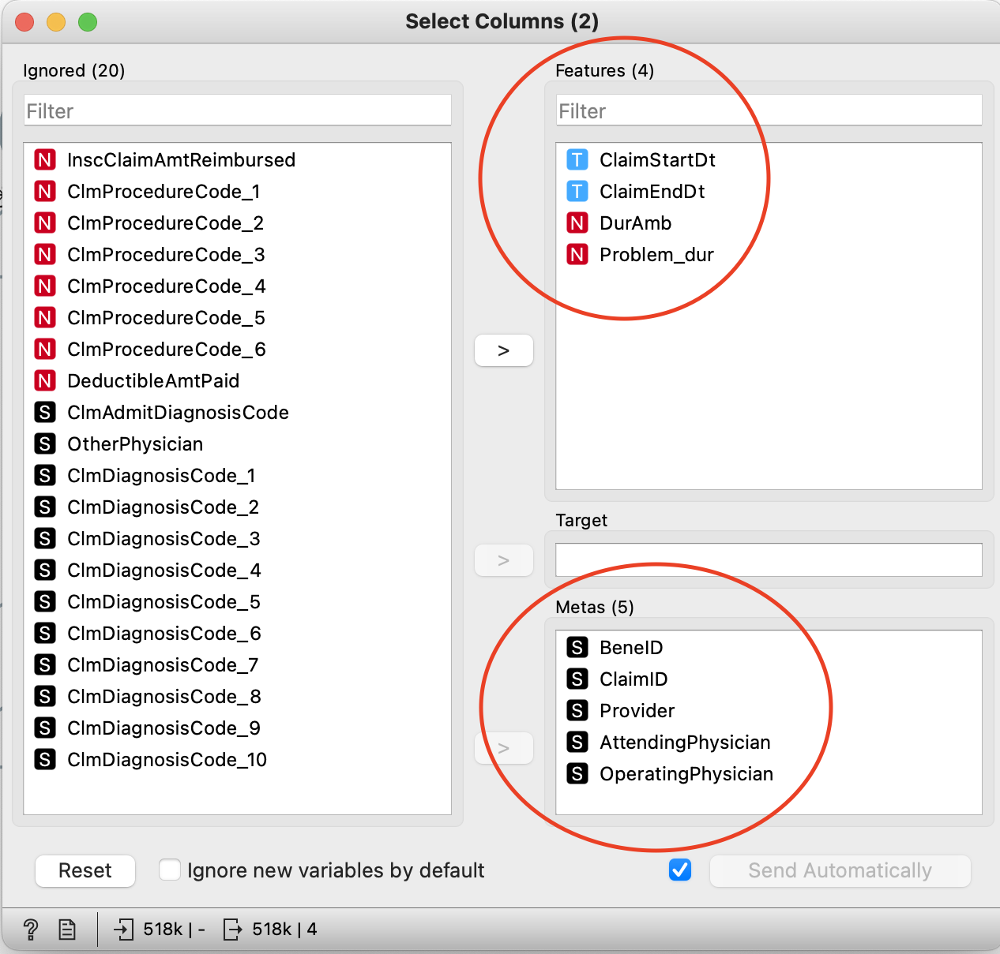 Select Columns (2)
Ignored (20)
Filter
N InscClaimAmtReimbursed
N ClmProcedureCode_1
N ClmProcedureCode_2
N ClmProcedureCode_3
N ClmProcedureCode_4
N ClmProcedureCode_5
N ClmProcedureCode_6
N DeductibleAmtPaid
S ClmAdmitDiagnosisCode
S OtherPhysician
S ClmDiagnosisCode_1
S ClmDiagnosisCode_2
S ClmDiagnosisCode_3
S ClmDiagnosisCode_4
S ClmDiagnosisCode_5
S ClmDiagnosisCode_6
S ClmDiagnosisCode_7
S ClmDiagnosisCode_8
S ClmDiagnosisCode_9
S ClmDiagnosisCode_10
>
>
>
Features (4)
Filter
T ClaimStartDt
T ClaimEndDt
N DurAmb
N Problem_dur
Target
Metas (5)
S BeneID
S ClaimID
S Provider
S AttendingPhysician
S OperatingPhysician
Reset
Ignore new variables by default
Send Automatically
? 518k | - 518k | 4